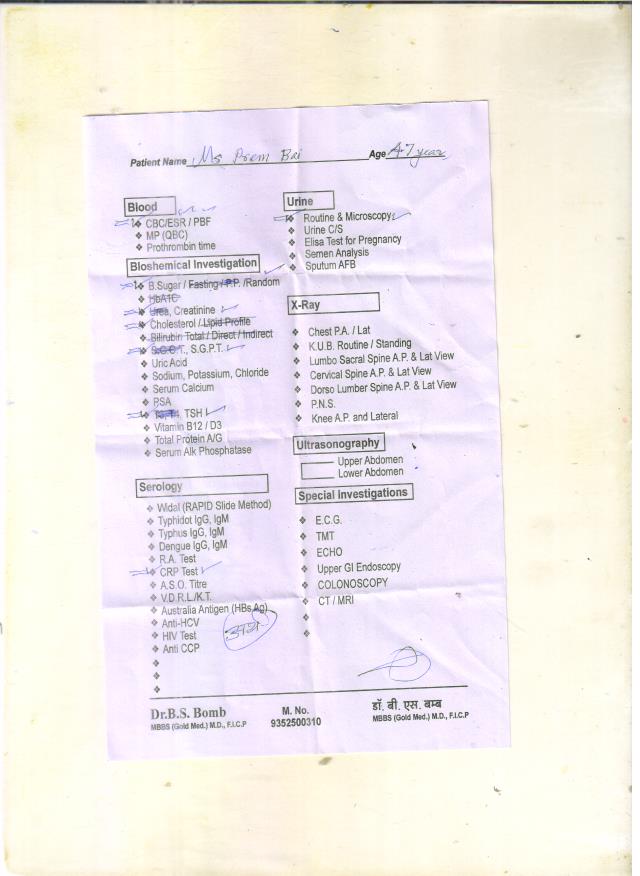 Patient Name Ms Prem Bai Age 47 year
Blood
❖ CBC/ESR / PBF
❖ MP (QBC)
❖ Prothrombin time
Bioshemical Investigation
❖ B.Sugar / Fasting / P.P. /Random
❖ HbA1C
❖ Urea, Creatinine
❖ Cholesterol / Lipid Profile
❖ Bilirubin Total / Direct / Indirect
❖ S.G.O.T., S.G.P.T.
❖ Uric Acid
❖ Sodium, Potassium, Chloride
❖ Serum Calcium
❖ PSA
❖ TSH
❖ Vitamin B12 / D3
❖ Total Protein A/G
❖ Serum Alk Phosphatase
Serology
❖ Widal (RAPID Slide Method)
❖ Typhidot IgG, IgM
❖ Typhus IgG, IgM
❖ Dengue IgG, IgM
❖ R.A. Test
❖ CRP Test
❖ A.S.O. Titre
❖ V.D.R.L./K.T.
❖ Australia Antigen (HBs Ag)
❖ Anti-HCV
❖ HIV Test
❖ Anti CCP
Urine
❖ Routine & Microscopy
❖ Urine C/S
❖ Elisa Test for Pregnancy
❖ Semen Analysis
❖ Sputum AFB
X-Ray
❖ Chest P.A. / Lat
❖ K.U.B. Routine / Standing
❖ Lumbo Sacral Spine A.P. & Lat View
❖ Cervical Spine A.P. & Lat View
❖ Dorso Lumber Spine A.P. & Lat View
❖ P.N.S.
❖ Knee A.P. and Lateral
Ultrasonography
Upper Abdomen
Lower Abdomen
Special Investigations
❖ E.C.G.
❖ TMT
❖ ECHO
❖ Upper GI Endoscopy
❖ COLONOSCOPY
❖ CT / MRI
Dr.B.S. Bomb
MBBS (Gold Med.) M.D., F.I.C.P
M. No.
9352500310
डॉ. बी. एस. बम्ब
MBBS (Gold Med.) M.D., F.I.C.P